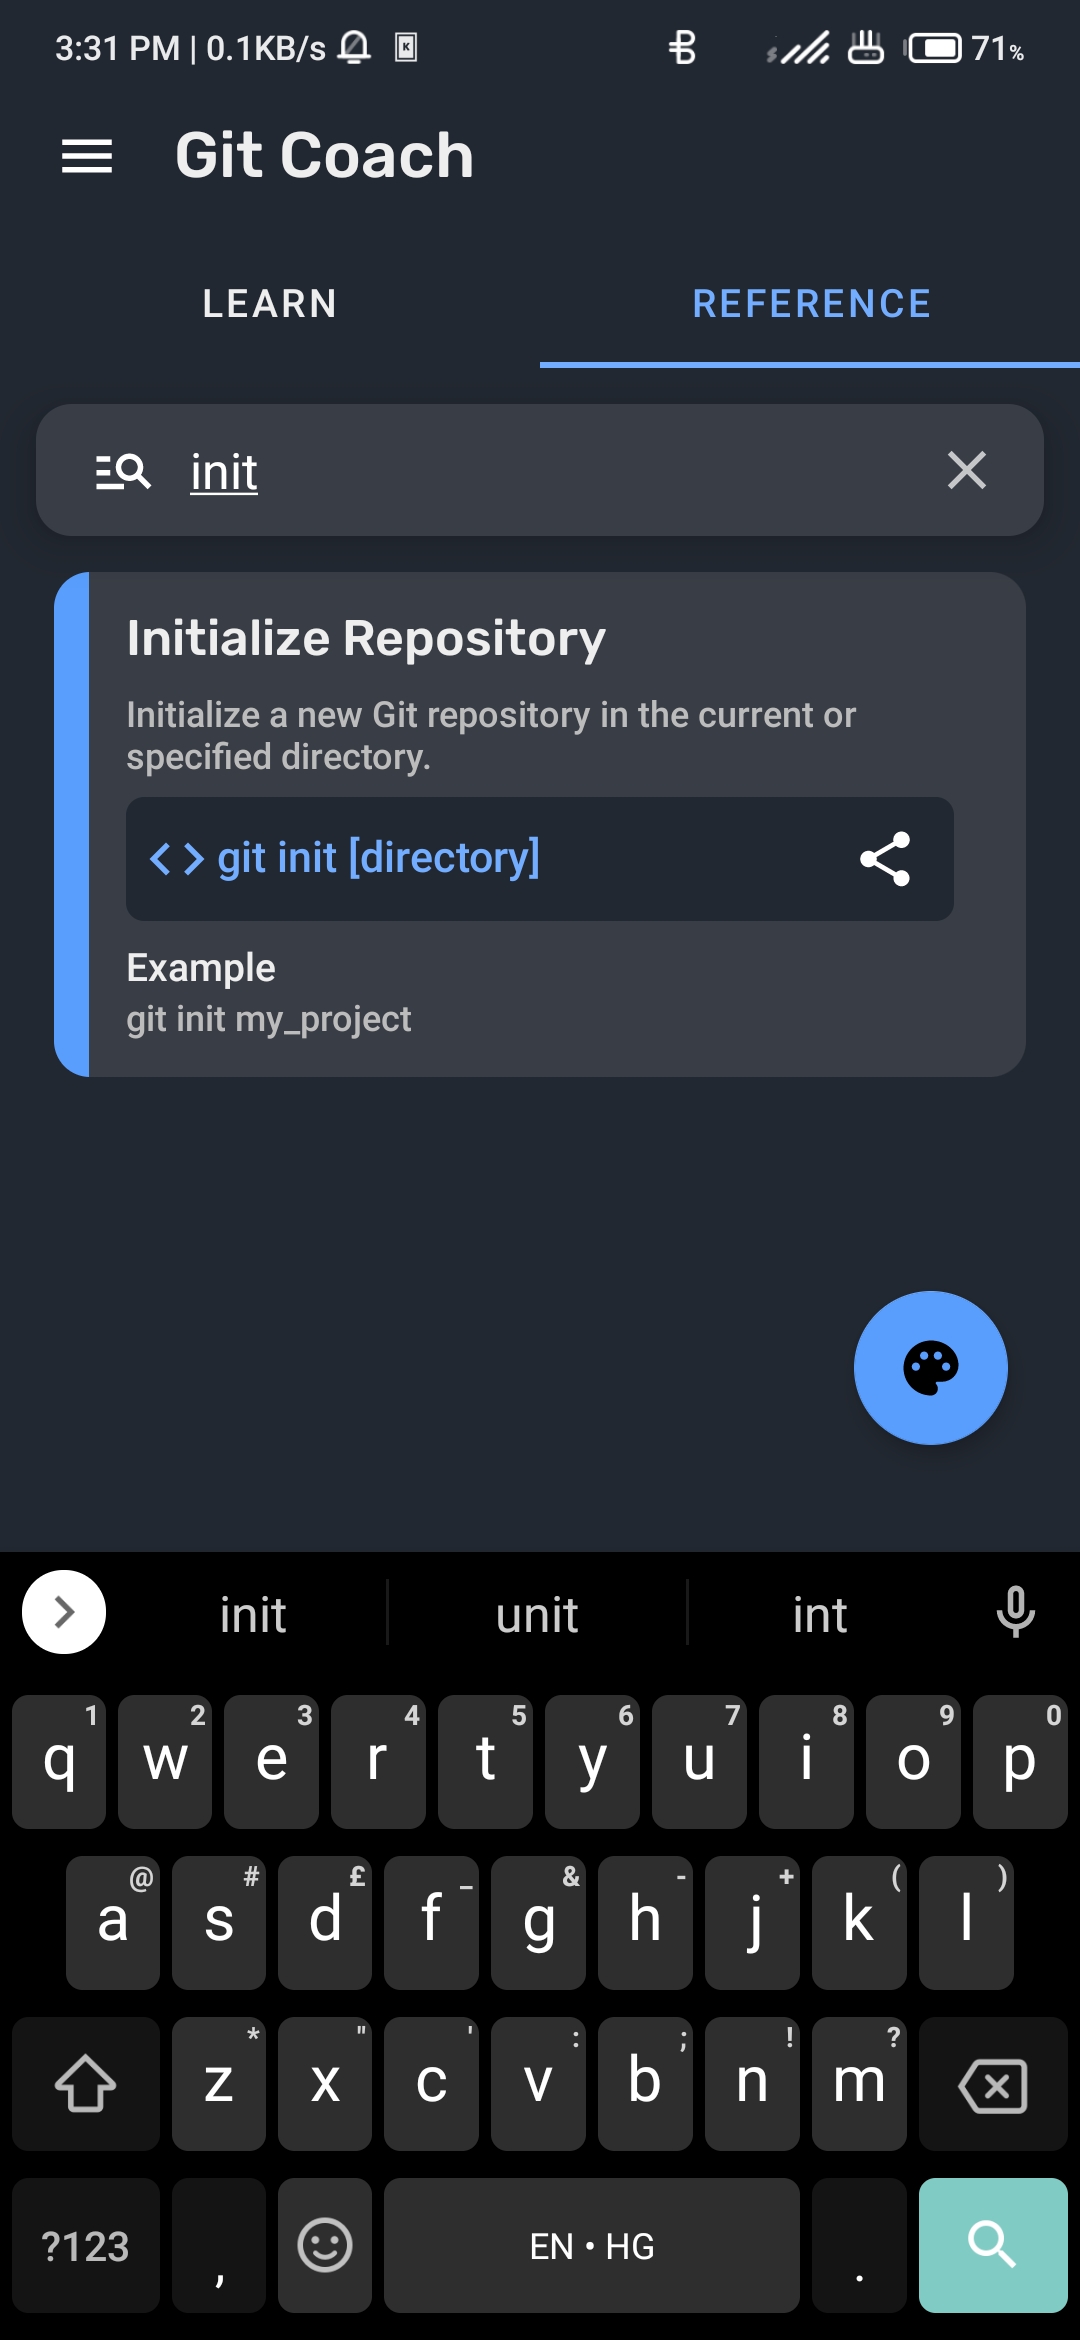 3:31 PM | 0.1KB/s 71%
Git Coach
LEARN REFERENCE
init
Initialize Repository
Initialize a new Git repository in the current or
specified directory.
<> git init [directory]
Example
git init my_project
init unit int
1 2 3 4 5 6 7 8 9 0
q w e r t y u i o p
@ # £ _ & - + ( )
a s d f g h j k l
* " ' : ; ! ?
z x c v b n m
?123 , EN • HG .